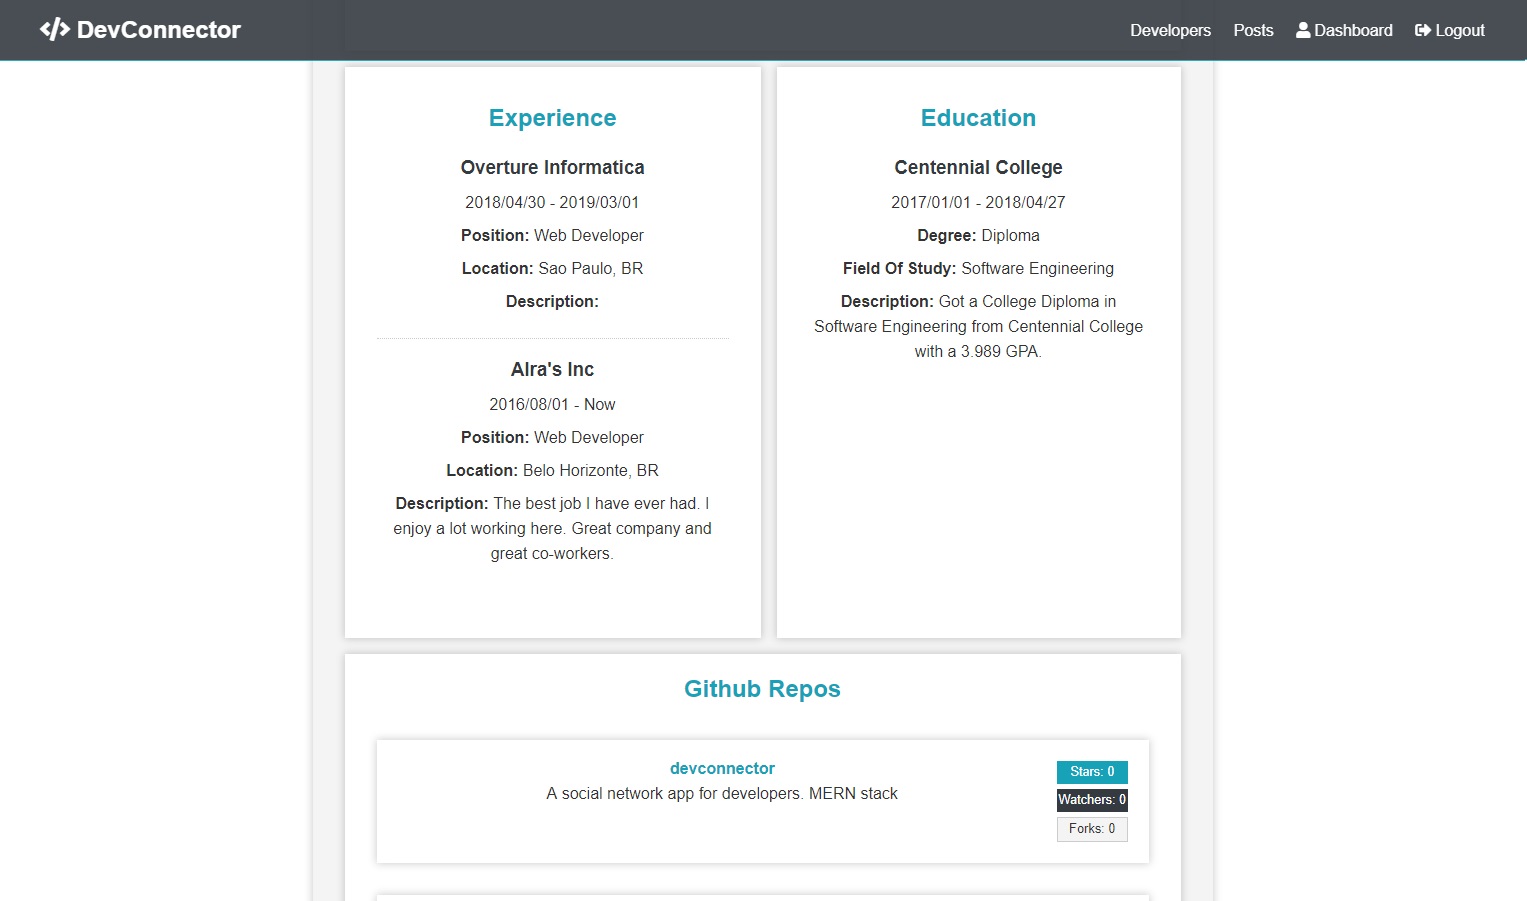 DevConnector
Developers Posts Dashboard Logout
Experience
Overture Informatica
2018/04/30 - 2019/03/01
Position: Web Developer
Location: Sao Paulo, BR
Description:
Alra's Inc
2016/08/01 - Now
Position: Web Developer
Location: Belo Horizonte, BR
Description: The best job I have ever had. I
enjoy a lot working here. Great company and
great co-workers.
Education
Centennial College
2017/01/01 - 2018/04/27
Degree: Diploma
Field Of Study: Software Engineering
Description: Got a College Diploma in
Software Engineering from Centennial College
with a 3.989 GPA.
Github Repos
devconnector
A social network app for developers. MERN stack
Stars: 0
Watchers: 0
Forks: 0